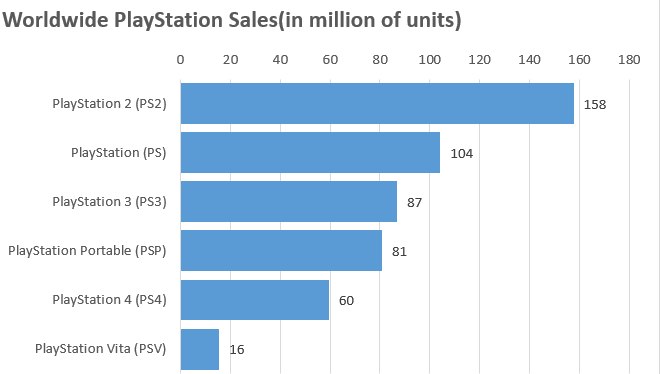 Worldwide PlayStation Sales(in million of units)
0 20 40 60 80 100 120 140 160 180
PlayStation 2 (PS2) 158
PlayStation (PS) 104
PlayStation 3 (PS3) 87
PlayStation Portable (PSP) 81
PlayStation 4 (PS4) 60
PlayStation Vita (PSV) 16